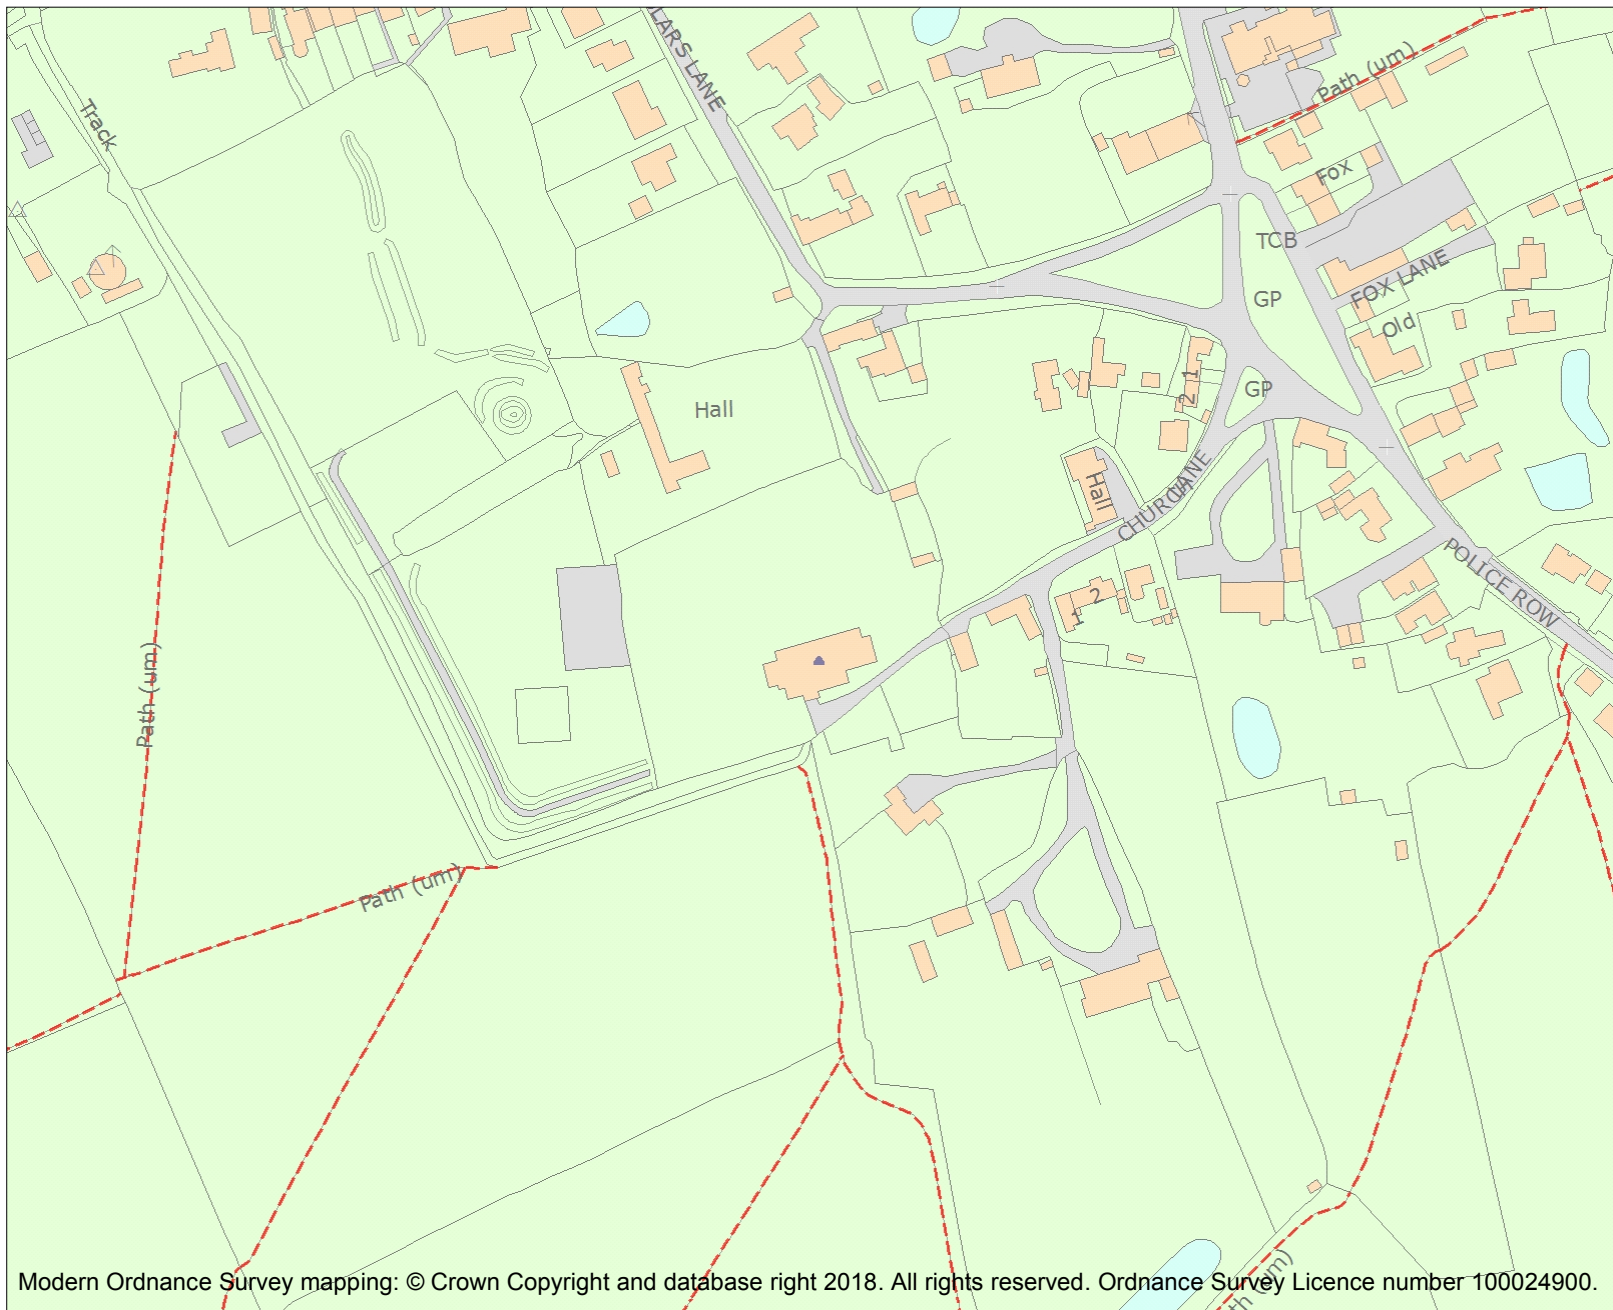 LARS LANE
Track
Path (um)
Fox
TCB
FOX LANE
GP
Old
1
2
GP
Hall
Hall
CHURCH
LANE
POLICE ROW
2
1
Path (um)
Path (um)
th (um)
Modern Ordnance Survey mapping: © Crown Copyright and database right 2018. All rights reserved. Ordnance Survey Licence number 100024900.